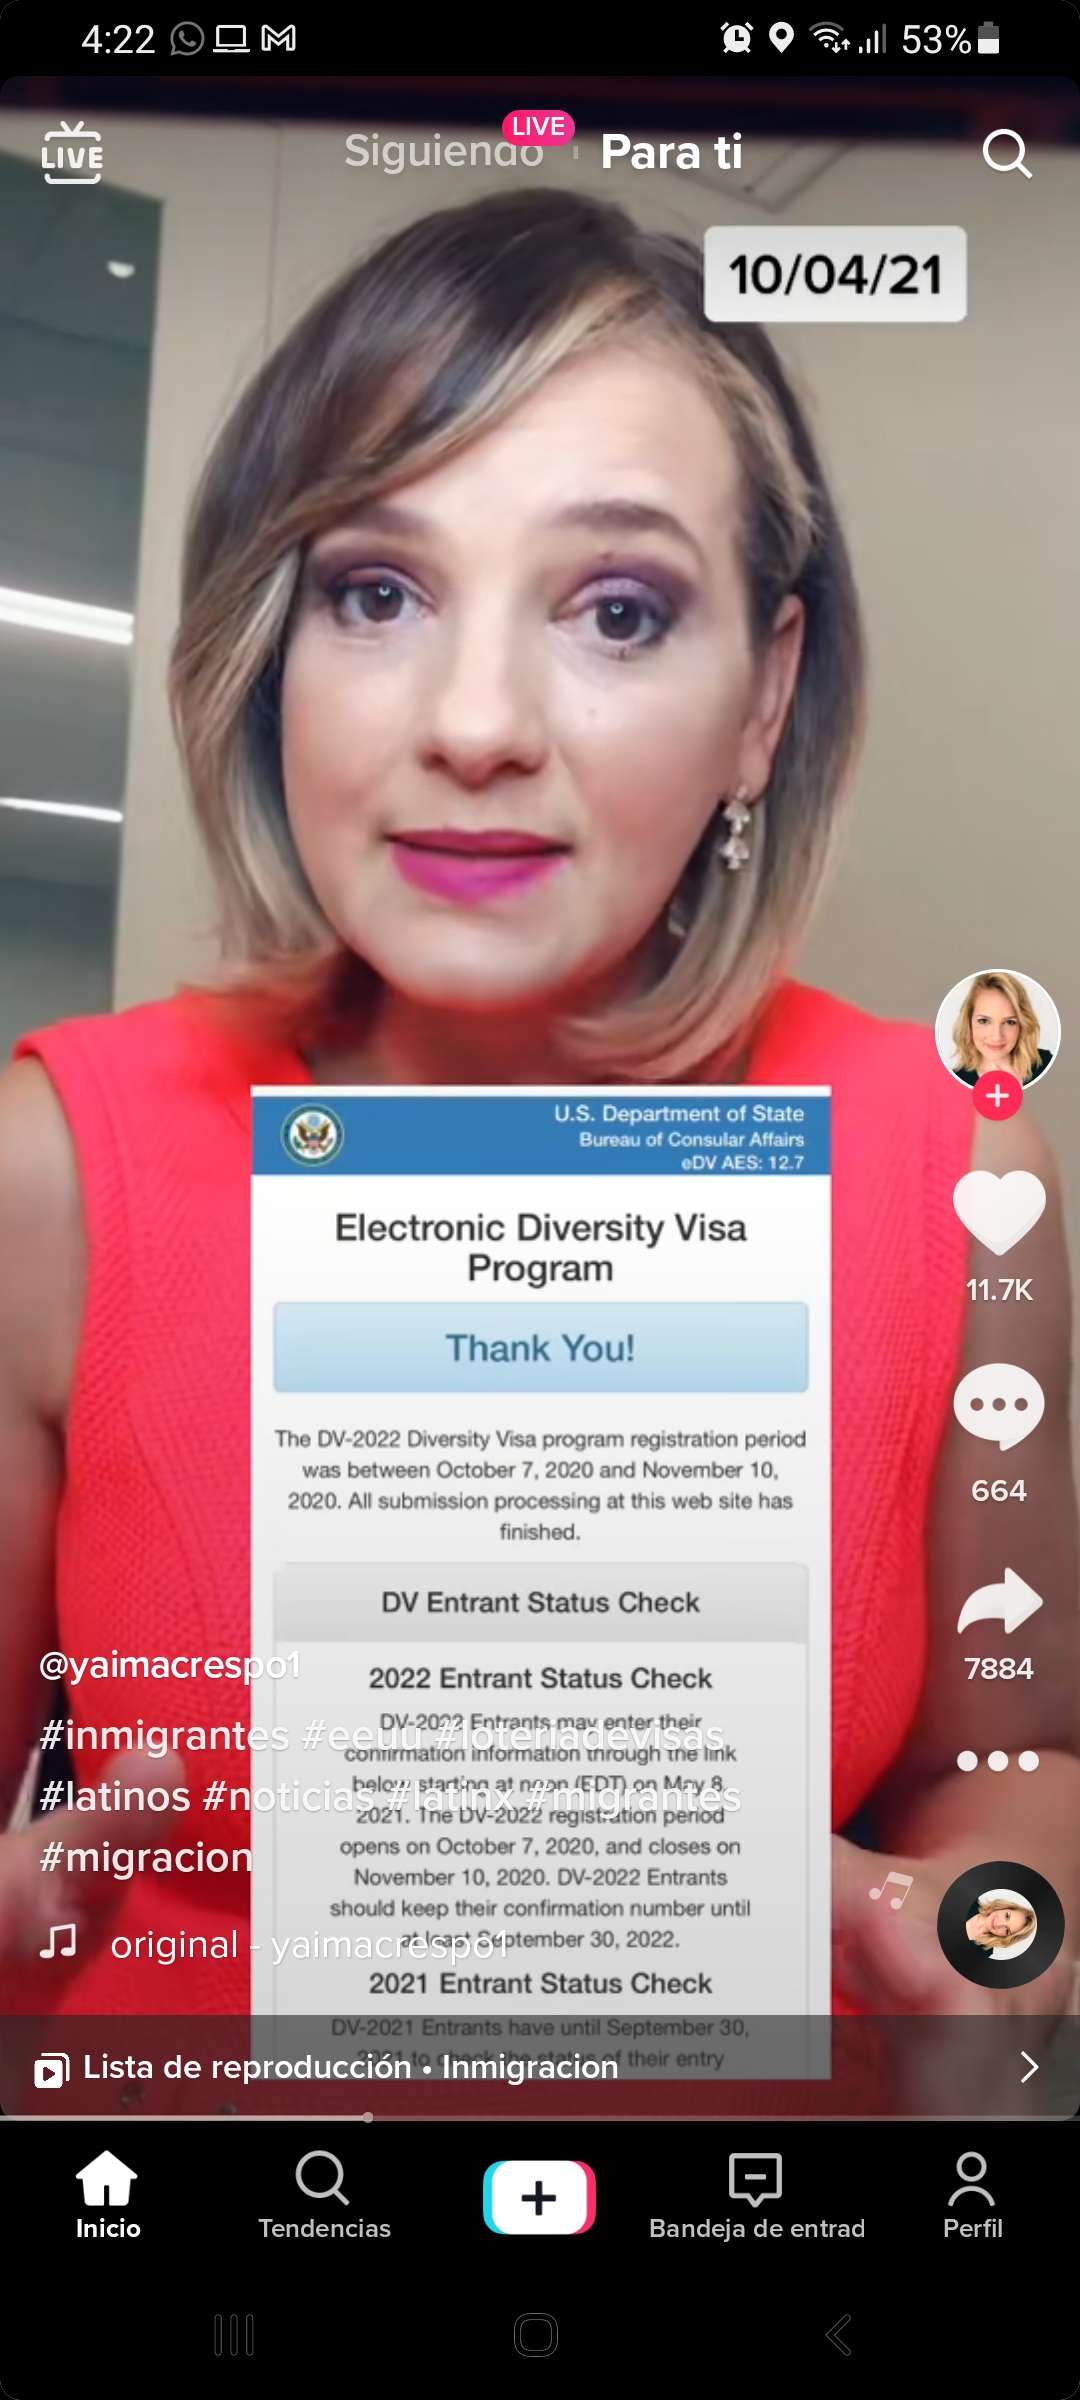 4:22
53%
LIVE
Siguiendo
LIVE
Para ti
10/04/21
U.S. Department of State
Bureau of Consular Affairs
eDV AES: 12.7
Electronic Diversity Visa
Program
Thank You!
The DV-2022 Diversity Visa program registration period
was between October 7, 2020 and November 10,
2020. All submission processing at this web site has
finished.
DV Entrant Status Check
2022 Entrant Status Check
DV-2022 Entrants may enter their
confirmation information through the link
below starting at noon (EDT) on May 8,
2021. The DV-2022 registration period
opens on October 7, 2020, and closes on
November 10, 2020. DV-2022 Entrants
should keep their confirmation number until
at least September 30, 2022.
2021 Entrant Status Check
DV-2021 Entrants have until September 30,
2021 to check the status of their entry
11.7K
664
7884
@yaimacrespo1
#inmigrantes #eeuu #loteriadevisas
#latinos #noticias #latinx #migrantes
#migracion
original - yaimacrespo1
Lista de reproducción • Inmigracion
Inicio
Tendencias
Bandeja de entrad
Perfil